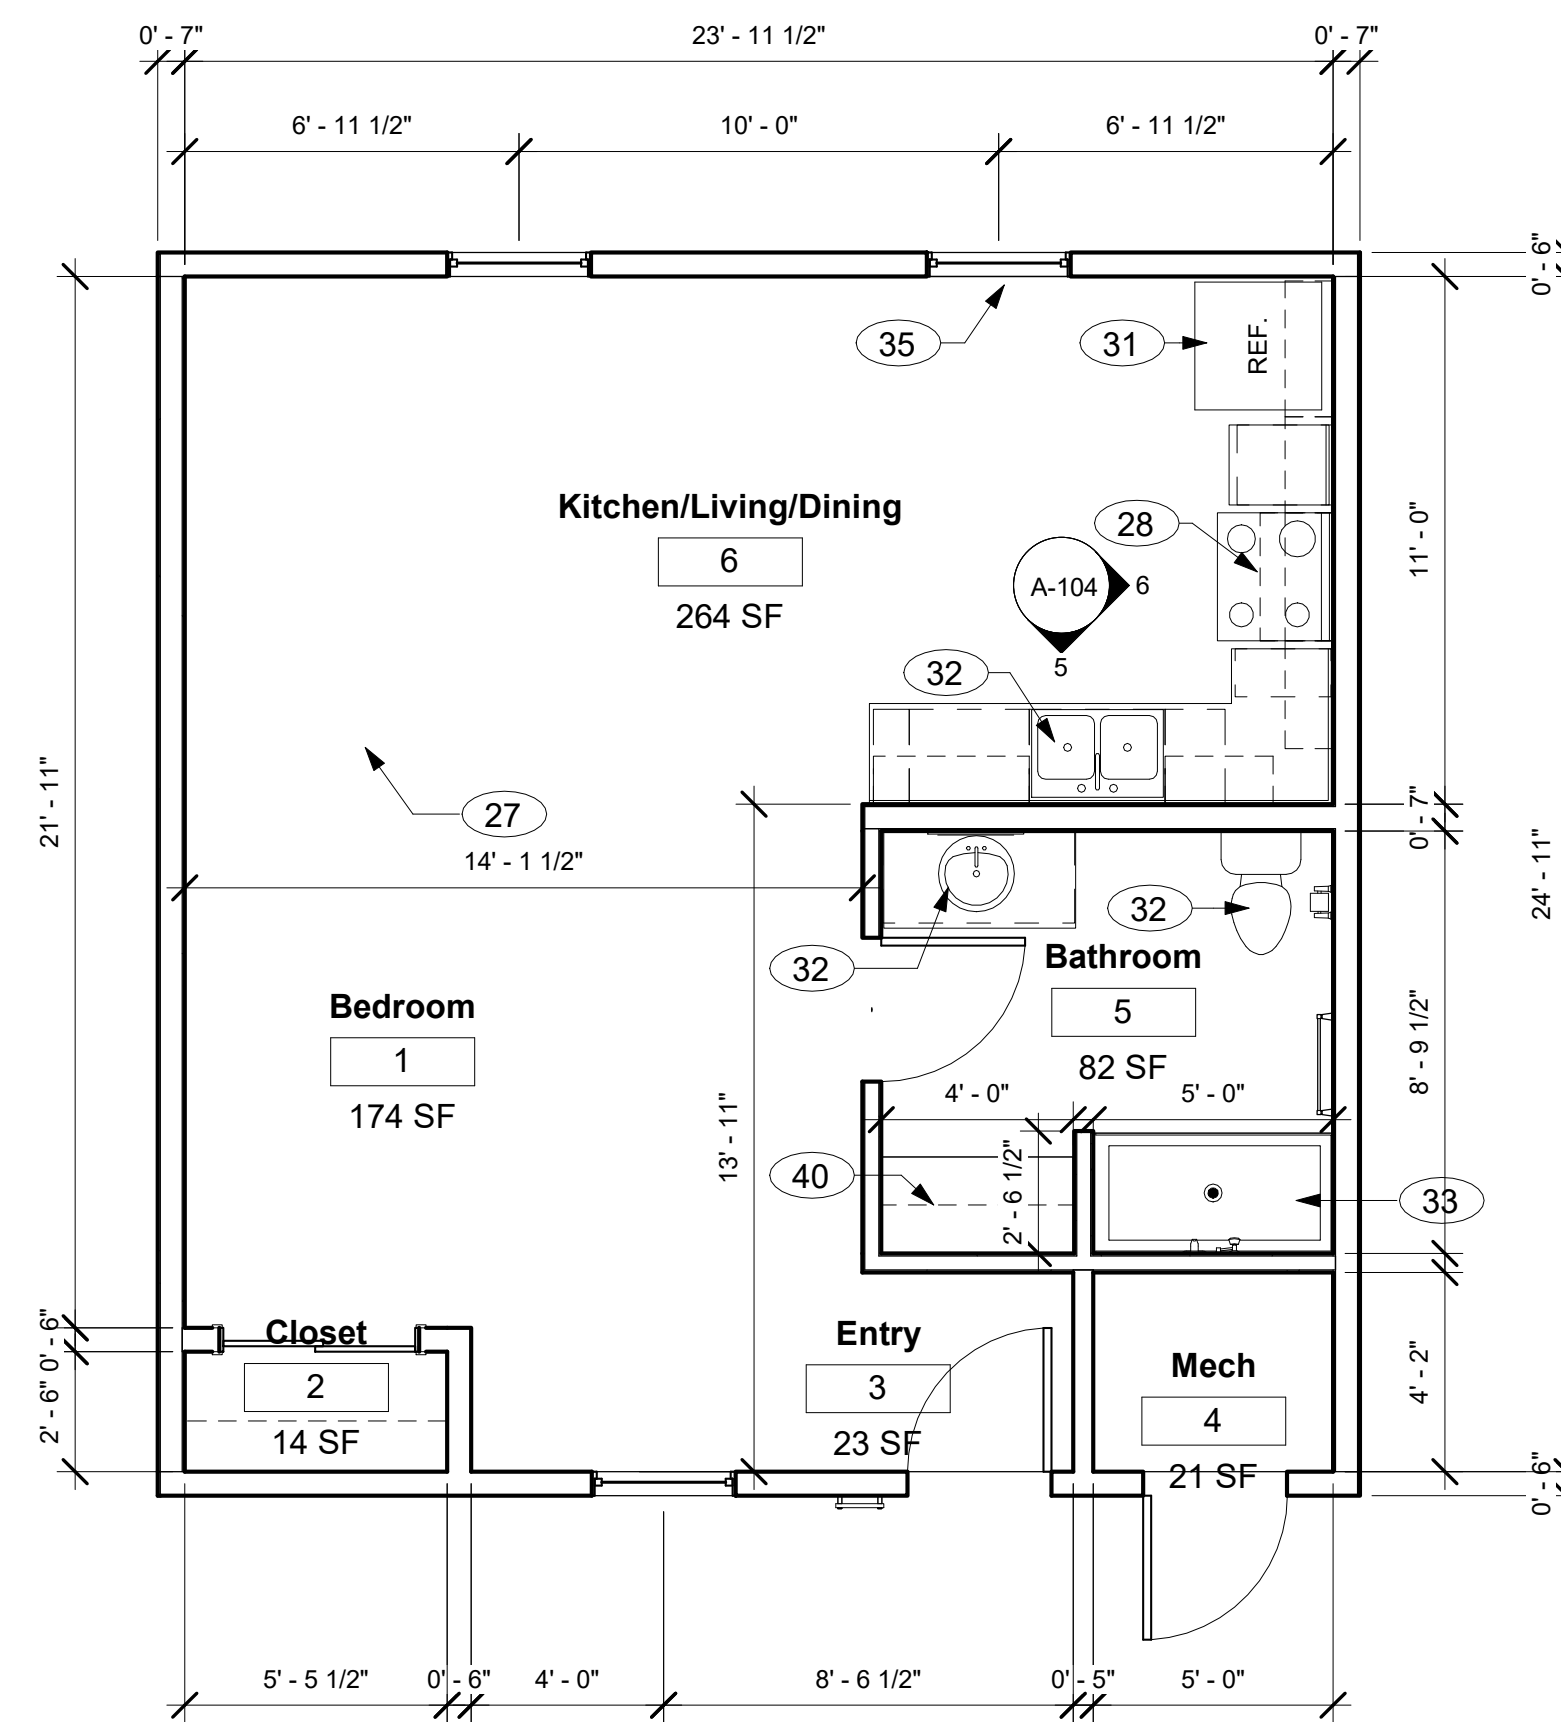 0' - 7"
23' - 11 1/2"
0' - 7"
6' - 11 1/2"
10' - 0"
6' - 11 1/2"
0' - 6"
35
31
REF.
Kitchen/Living/Dining
6
264 SF
28
A-104
6
5
11' - 0"
32
21' - 11"
27
14' - 1 1/2"
0' - 7"
24' - 11"
32
32
Bathroom
5
82 SF
Bedroom
1
174 SF
8' - 9 1/2"
4' - 0"
5' - 0"
13' - 11"
40
2' - 6 1/2"
33
0' - 6"
Closet
2
14 SF
2' - 6"
Entry
3
23 SF
Mech
4
21 SF
4' - 2"
0' - 6"
5' - 5 1/2"
0' - 6"
4' - 0"
8' - 6 1/2"
0' - 5"
5' - 0"